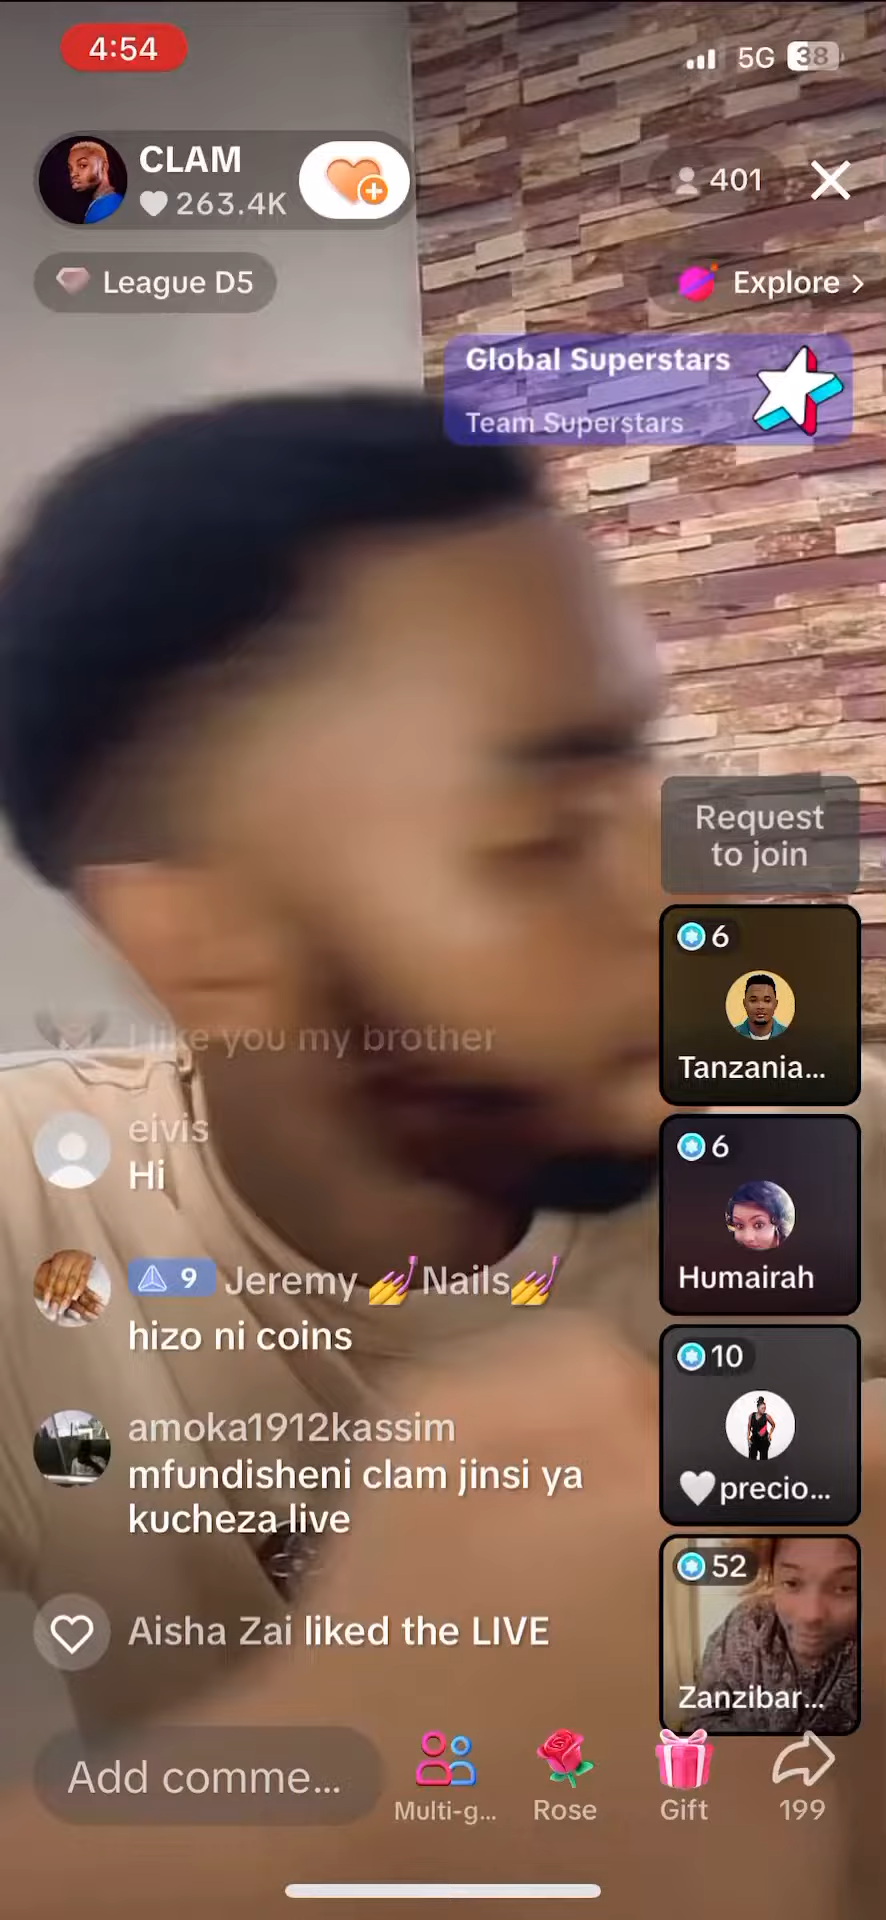 4:54
5G 38
CLAM
263.4K
401
League D5
Explore >
Global Superstars
Team Superstars
Request
to join
6
Tanzania...
I like you my brother
eivis
Hi
6
Humairah
9 Jeremy 💅 Nails💅
hizo ni coins
10
🤍precio...
amoka1912kassim
mfundisheni clam jinsi ya
kucheza live
52
Zanzibar...
Aisha Zai liked the LIVE
Add comme...
Multi-g...
Rose
Gift
199